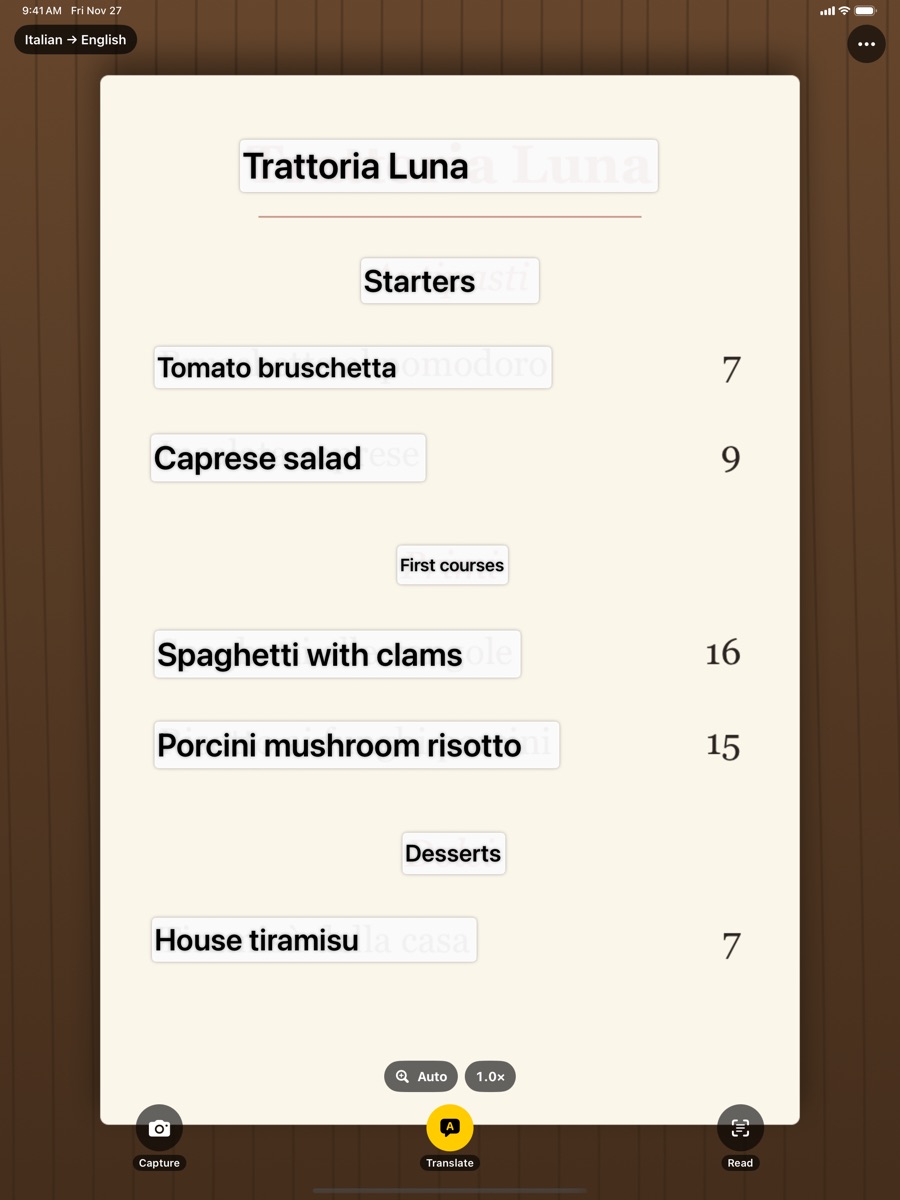 9:41 AM Fri Nov 27
Italian → English
Trattoria Luna
Starters
Tomato bruschetta 7
Caprese salad 9
First courses
Spaghetti with clams 16
Porcini mushroom risotto 15
Desserts
House tiramisu 7
Auto 1.0×
Capture Translate Read